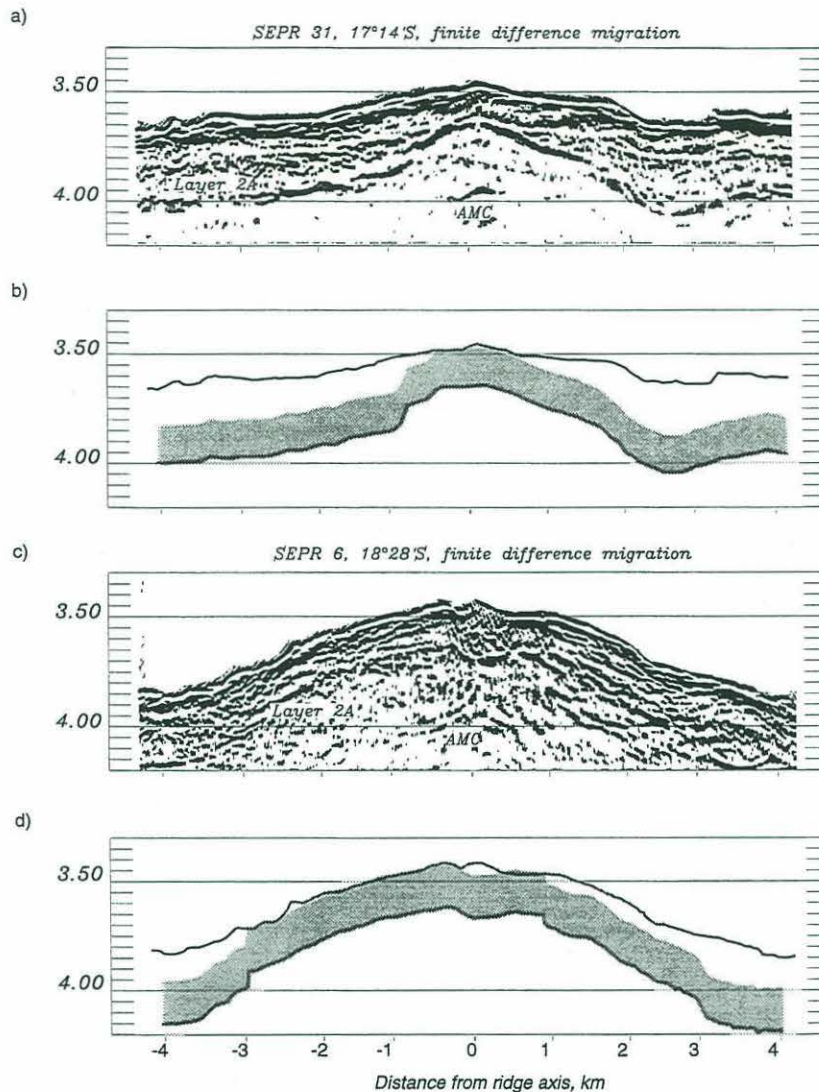 a)
SEPR 31, 17°14'S, finite difference migration
3.50
Layer 2A
4.00
AMC
b)
3.50
4.00
c)
SEPR 6, 18°28'S, finite difference migration
3.50
Layer 2A
4.00
AMC
d)
3.50
4.00
-4 -3 -2 -1 0 1 2 3 4
Distance from ridge axis, km